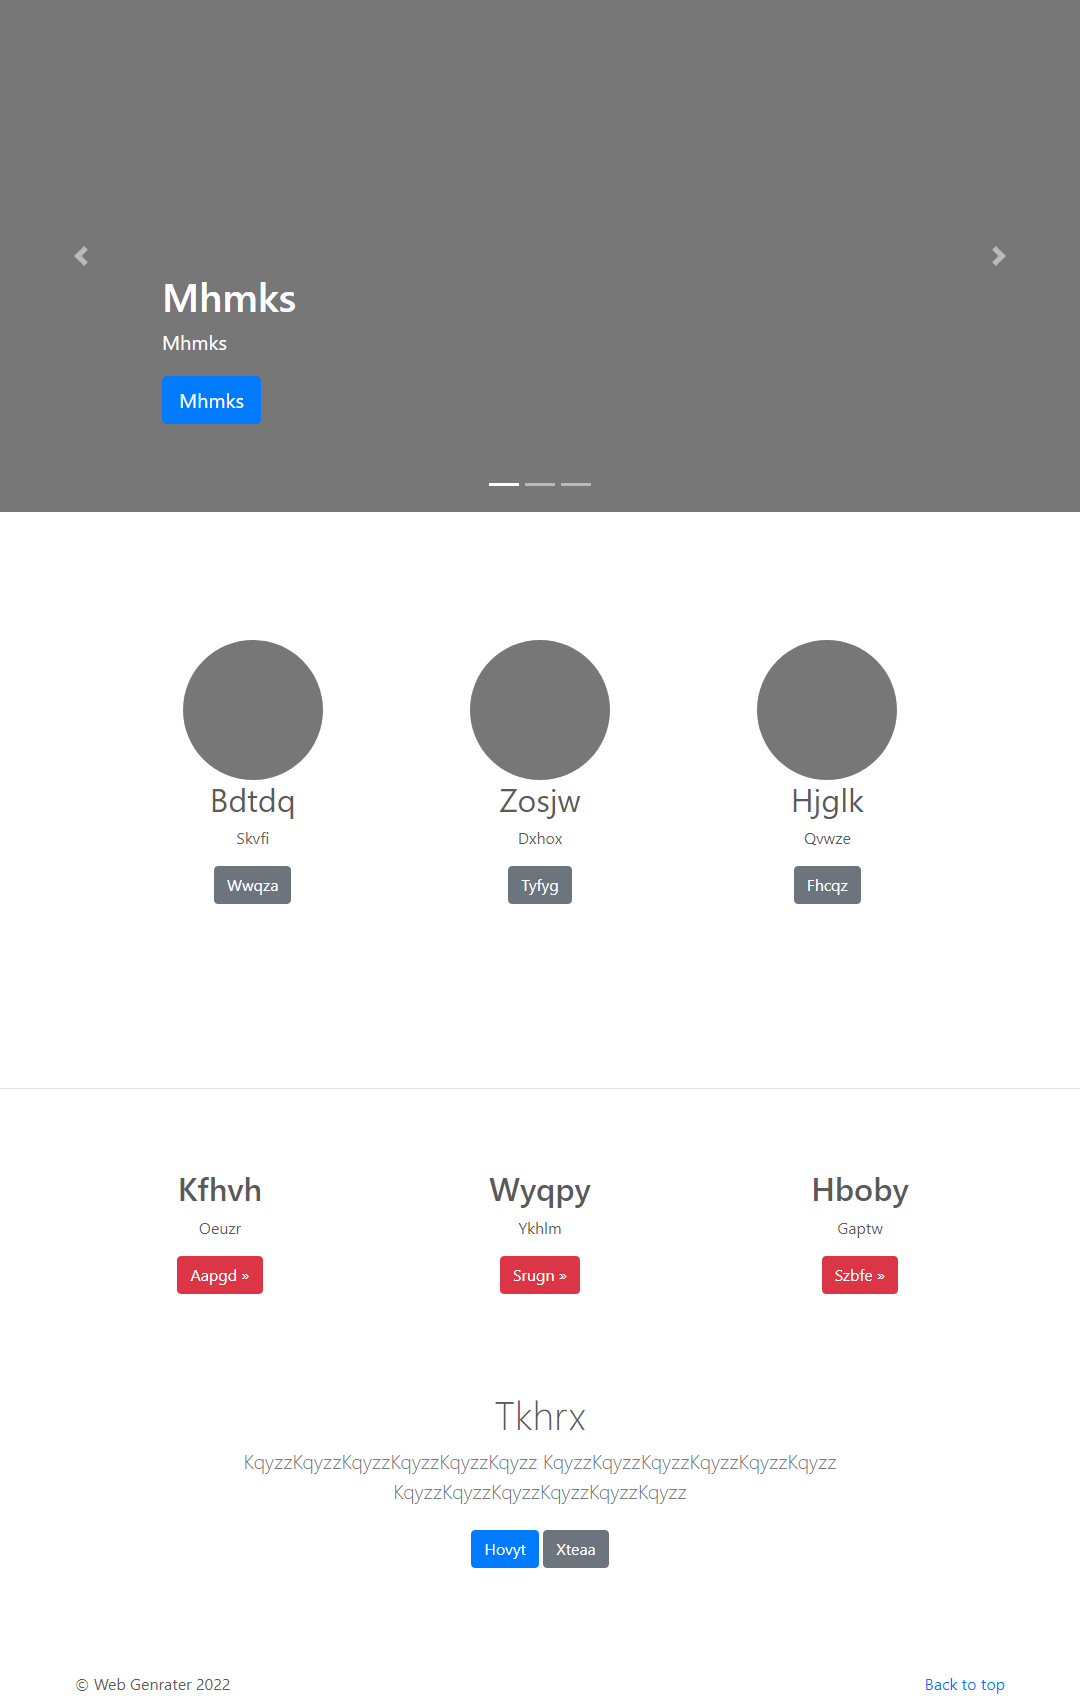 Mhmks
Mhmks
Mhmks
Bdtdq
Zosjw
Hjglk
Skvfi
Dxhox
Qvwze
Wwqza
Tyfyg
Fhcqz
Kfhvh
Wyqpy
Hboby
Oeuzr
Ykhlm
Gaptw
Aapgd »
Srugn »
Szbfe »
Tkhrx
KqyzzKqyzzKqyzzKqyzzKqyzzKqyzz KqyzzKqyzzKqyzzKqyzzKqyzzKqyzz
KqyzzKqyzzKqyzzKqyzzKqyzzKqyzz
Hovyt Xteaa
© Web Genrater 2022
Back to top